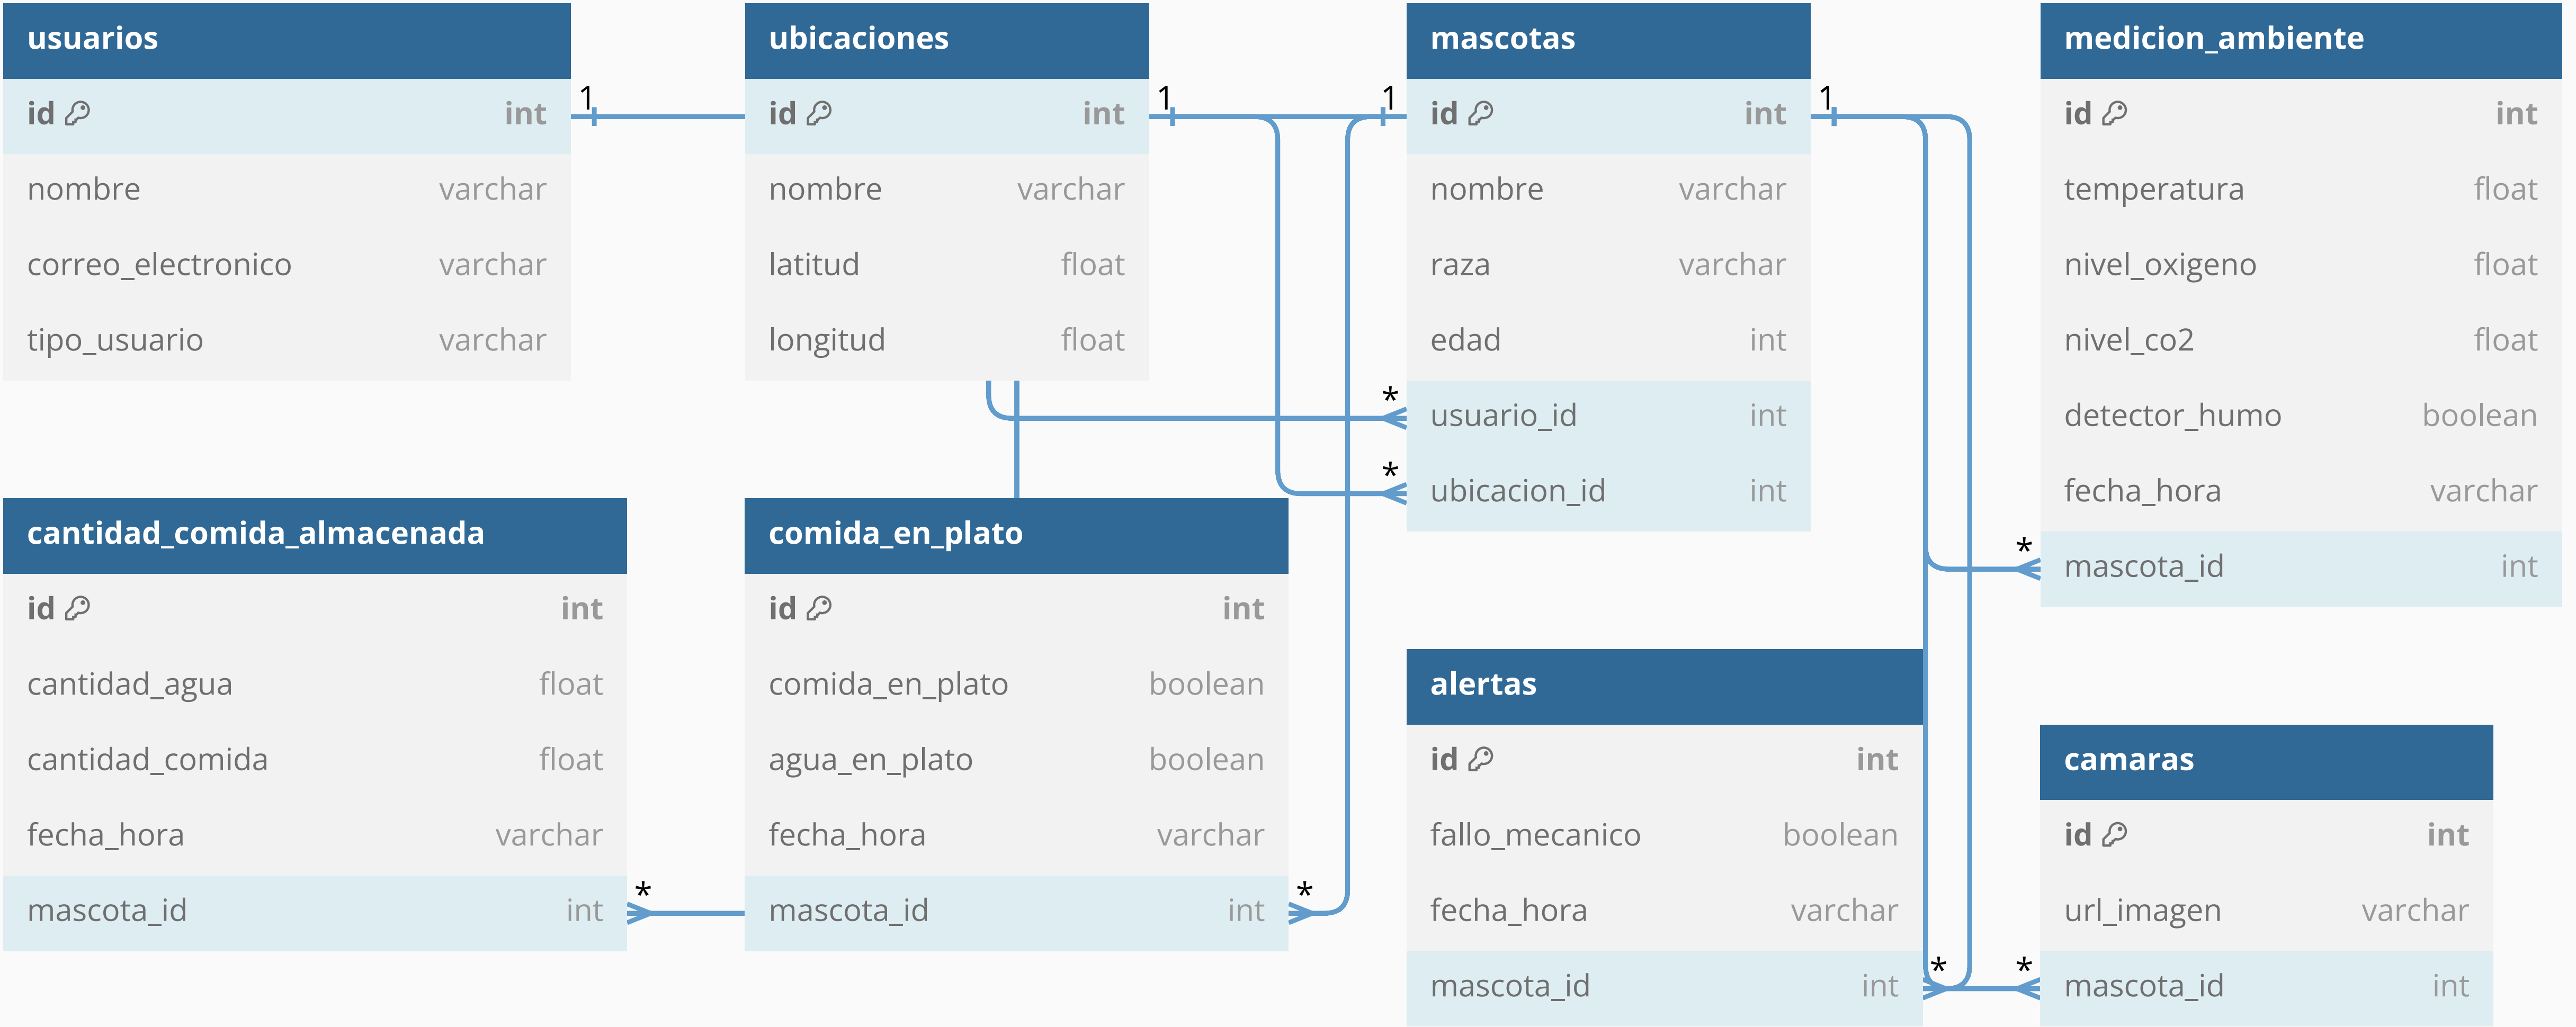 usuarios
id int
nombre varchar
correo_electronico varchar
tipo_usuario varchar
1
ubicaciones
id int
nombre varchar
latitud float
longitud float
1
1
mascotas
id int
nombre varchar
raza varchar
edad int
* usuario_id int
* ubicacion_id int
1
medicion_ambiente
id int
temperatura float
nivel_oxigeno float
nivel_co2 float
detector_humo boolean
fecha_hora varchar
* mascota_id int
cantidad_comida_almacenada
id int
cantidad_agua float
cantidad_comida float
fecha_hora varchar
mascota_id int *
comida_en_plato
id int
comida_en_plato boolean
agua_en_plato boolean
fecha_hora varchar
mascota_id int *
alertas
id int
fallo_mecanico boolean
fecha_hora varchar
mascota_id int *
camaras
id int
url_imagen varchar
* mascota_id int